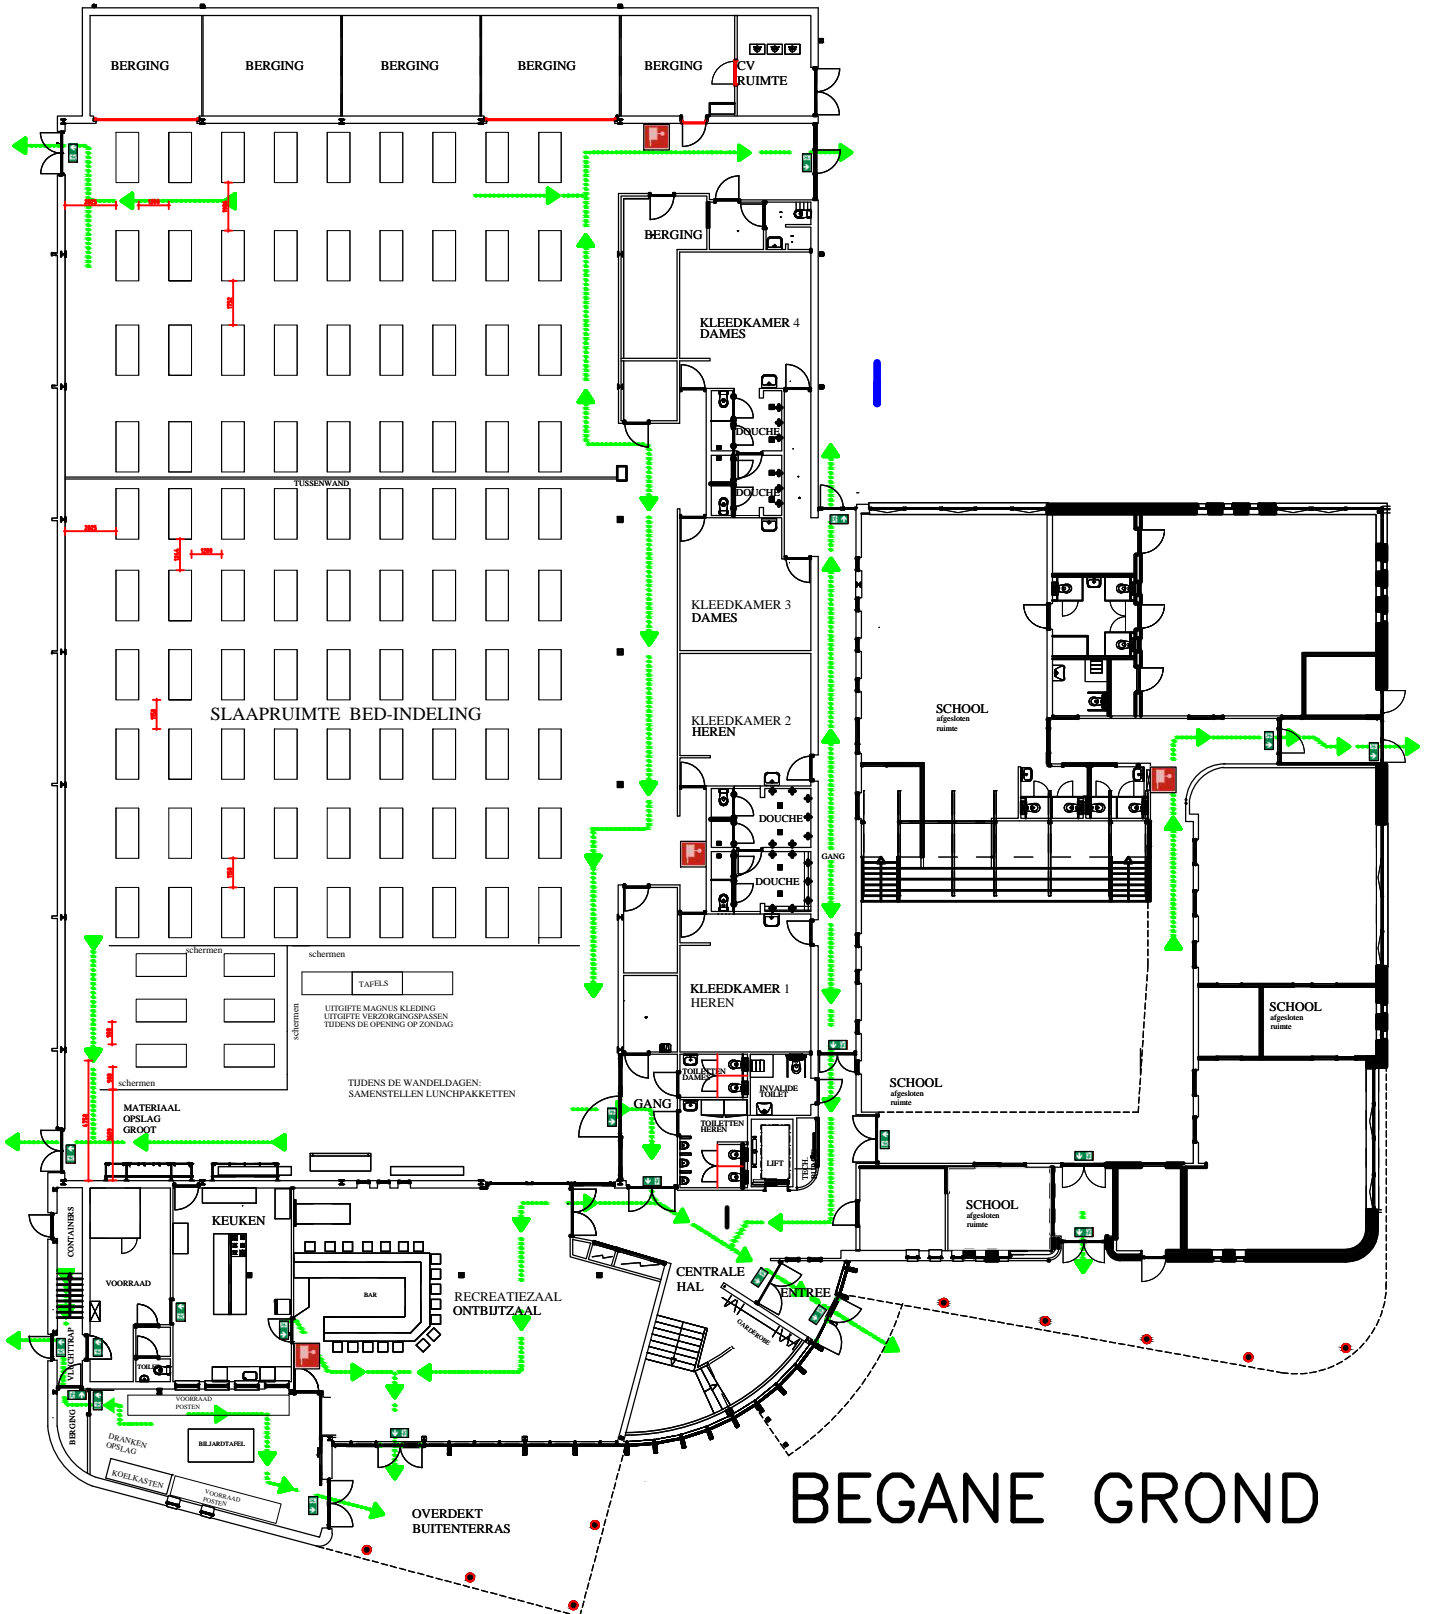 BERGING
BERGING
BERGING
BERGING
BERGING
CV
RUIMTE
BERGING
KLEEDKAMER 4
DAMES
DOUCHE
TUSSENWAND
DOUCHE
2025
1200
KLEEDKAMER 3
DAMES
SLAAPRUIMTE BED-INDELING
KLEEDKAMER 2
HEREN
SCHOOL
afgesloten
ruimte
DOUCHE
GANG
DOUCHE
schermen
schermen
TAFELS
KLEEDKAMER 1
HEREN
UITGIFTE MAGNUS KLEDING
UITGIFTE VERZORGINGSPASSEN
TIJDENS DE OPENING OP ZONDAG
schermen
SCHOOL
afgesloten
ruimte
schermen
TIJDENS DE WANDELDAGEN:
SAMENSTELLEN LUNCHPAKKETTEN
TOILETTEN
DAMES
INVALIDE
TOILET
SCHOOL
afgesloten
ruimte
MATERIAAL
OPSLAG
GROOT
GANG
TOILETTEN
HEREN
LIFT
TECH.
CONTAINERS
KEUKEN
SCHOOL
afgesloten
ruimte
VOORRAAD
BAR
RECREATIEZAAL
ONTBIJTZAAL
CENTRALE
HAL
ENTREE
GARDEROBE
VLUCHTTRAP
TOILET
VOORRAAD
POSTEN
BERGING
DRANKEN
OPSLAG
BILJARDTAFEL
KOELKASTEN
VOORRAAD
POSTEN
OVERDEKT
BUITENTERRAS
BEGANE GROND